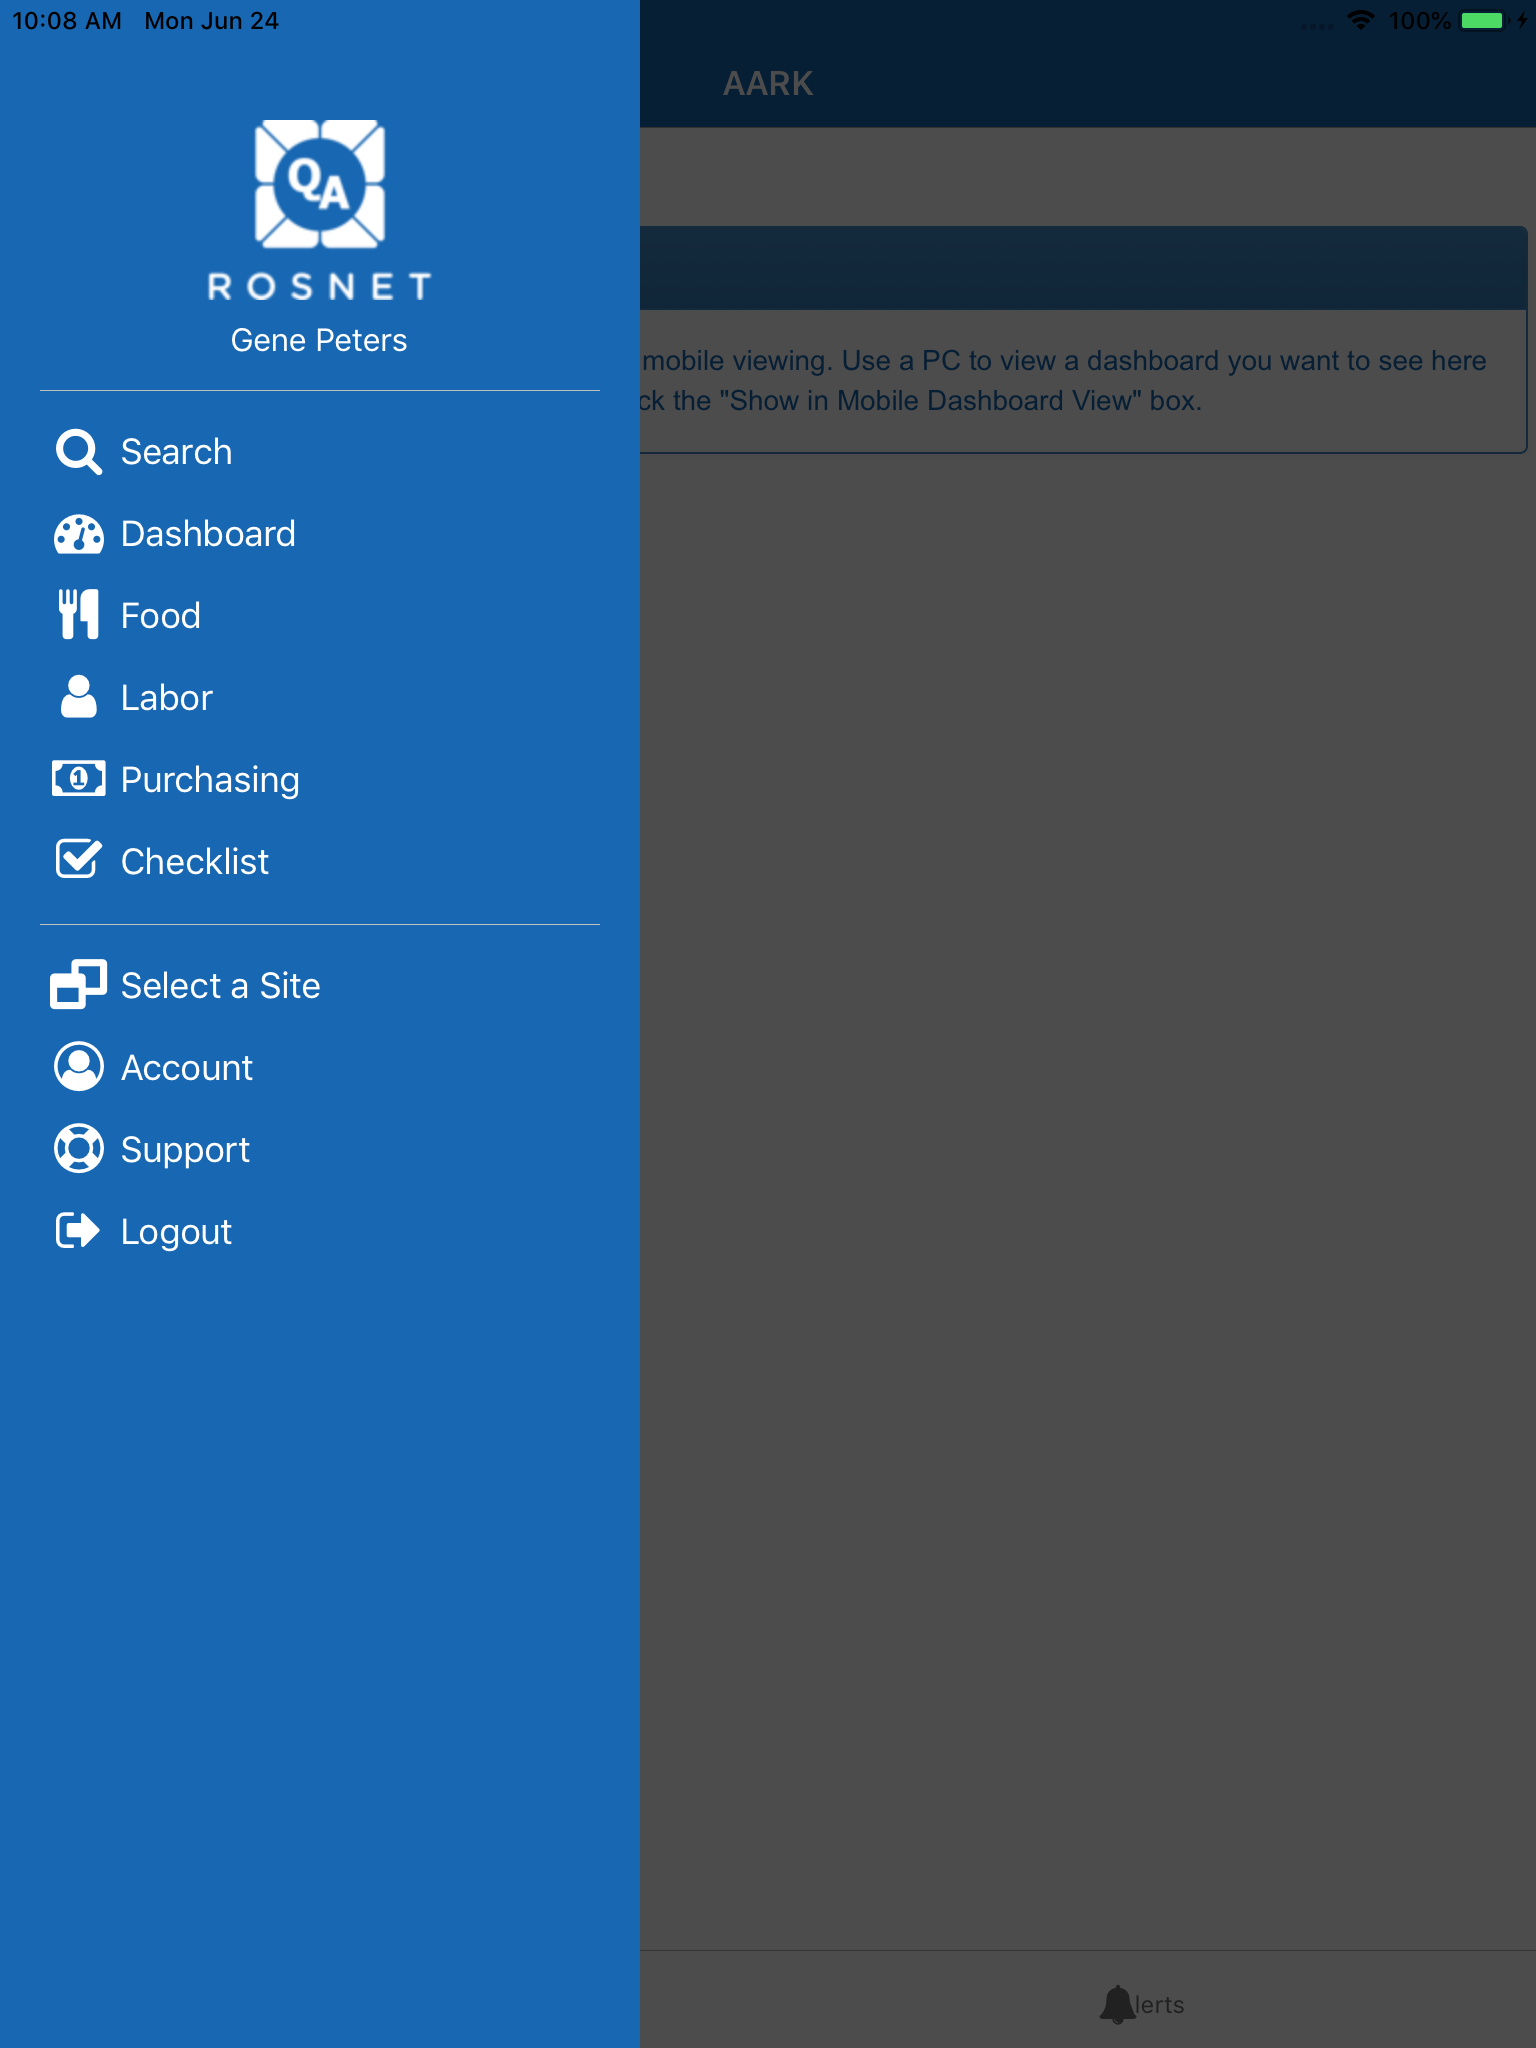 10:08 AM Mon Jun 24
100%
AARK
QA
ROSNET
Gene Peters
mobile viewing. Use a PC to view a dashboard you want to see here
ck the "Show in Mobile Dashboard View" box.
Search
Dashboard
Food
Labor
1
Purchasing
Checklist
Select a Site
Account
Support
Logout
lerts